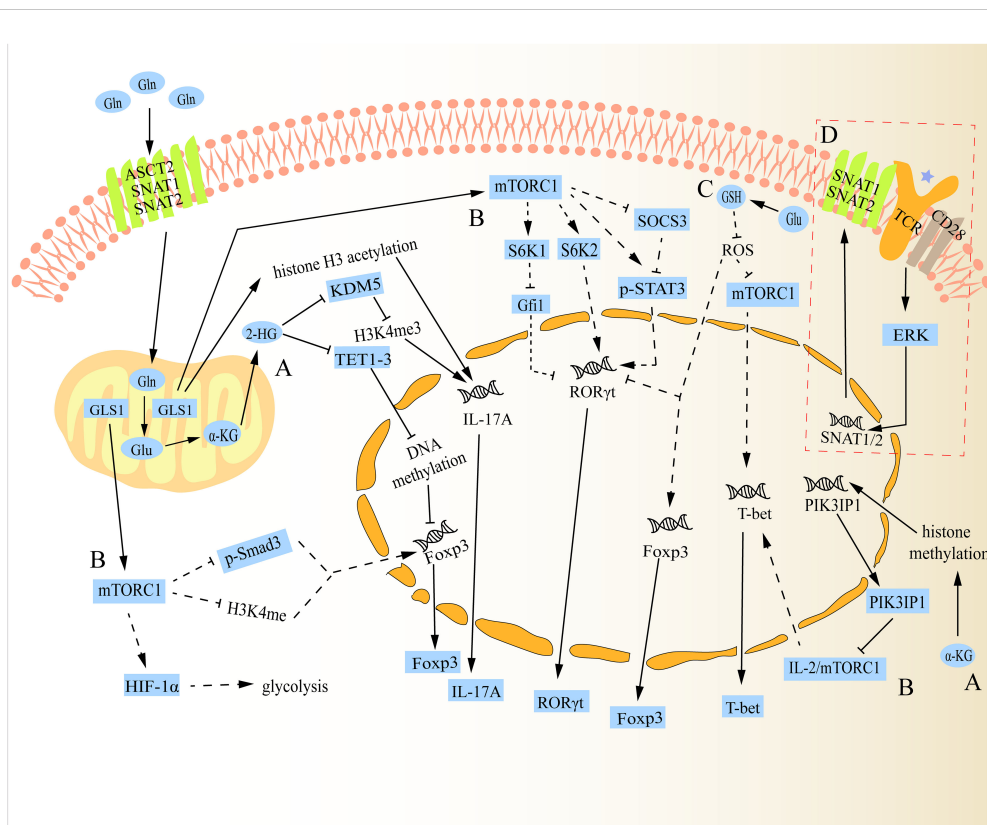 Gln
Gln
Gln
ASCT2
SNAT1
SNAT2
D
SNAT1
SNAT2
TCR
CD28
C
GSH
Glu
ROS
mTORC1
mTORC1
B
SOCS3
S6K1
S6K2
p-STAT3
Gfi1
histone H3 acetylation
KDM5
H3K4me3
2-HG
TET1-3
A
ERK
Gln
GLS1
GLS1
Glu
α-KG
IL-17A
RORγt
SNAT1/2
DNA
methylation
Foxp3
Foxp3
T-bet
PIK3IP1
histone
methylation
B
mTORC1
p-Smad3
H3K4me
HIF-1α
glycolysis
PIK3IP1
IL-2/mTORC1
B
α-KG
A
Foxp3
IL-17A
RORγt
Foxp3
T-bet